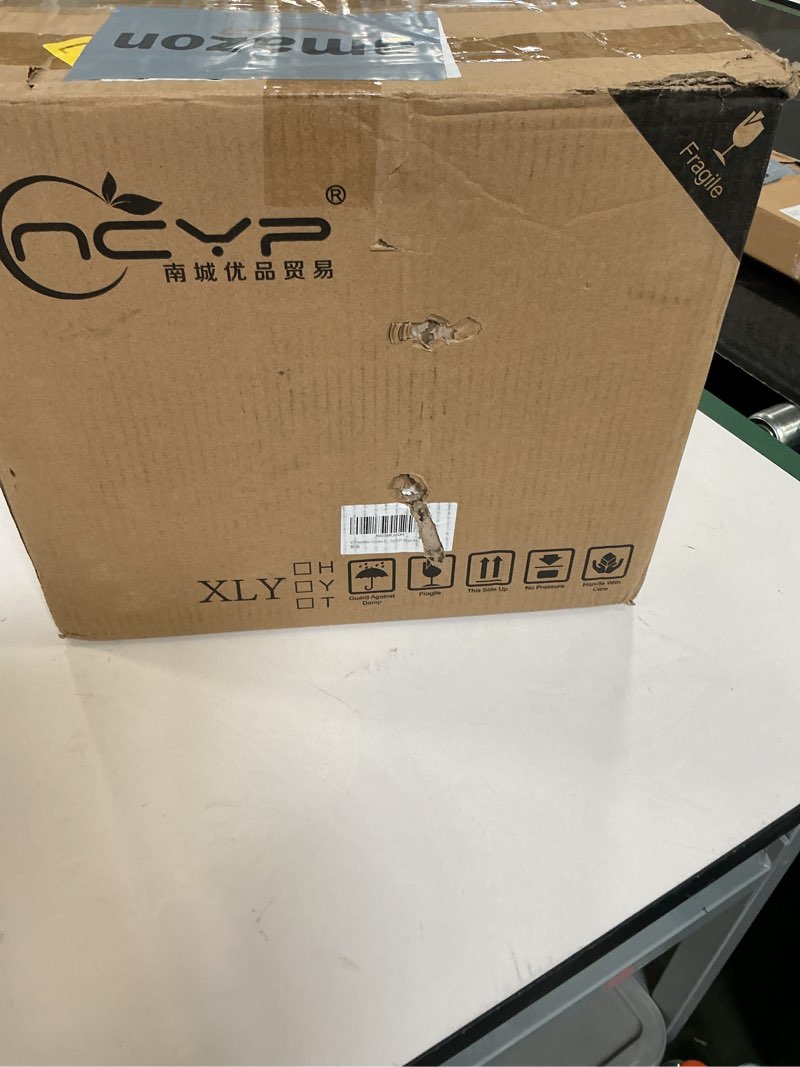 amazon
Fragile
ncyp®
南城优品贸易
XLY
H
Y
T
Guard Against
Damp
Fragile
This Side Up
No Pressure
Handle With
Care